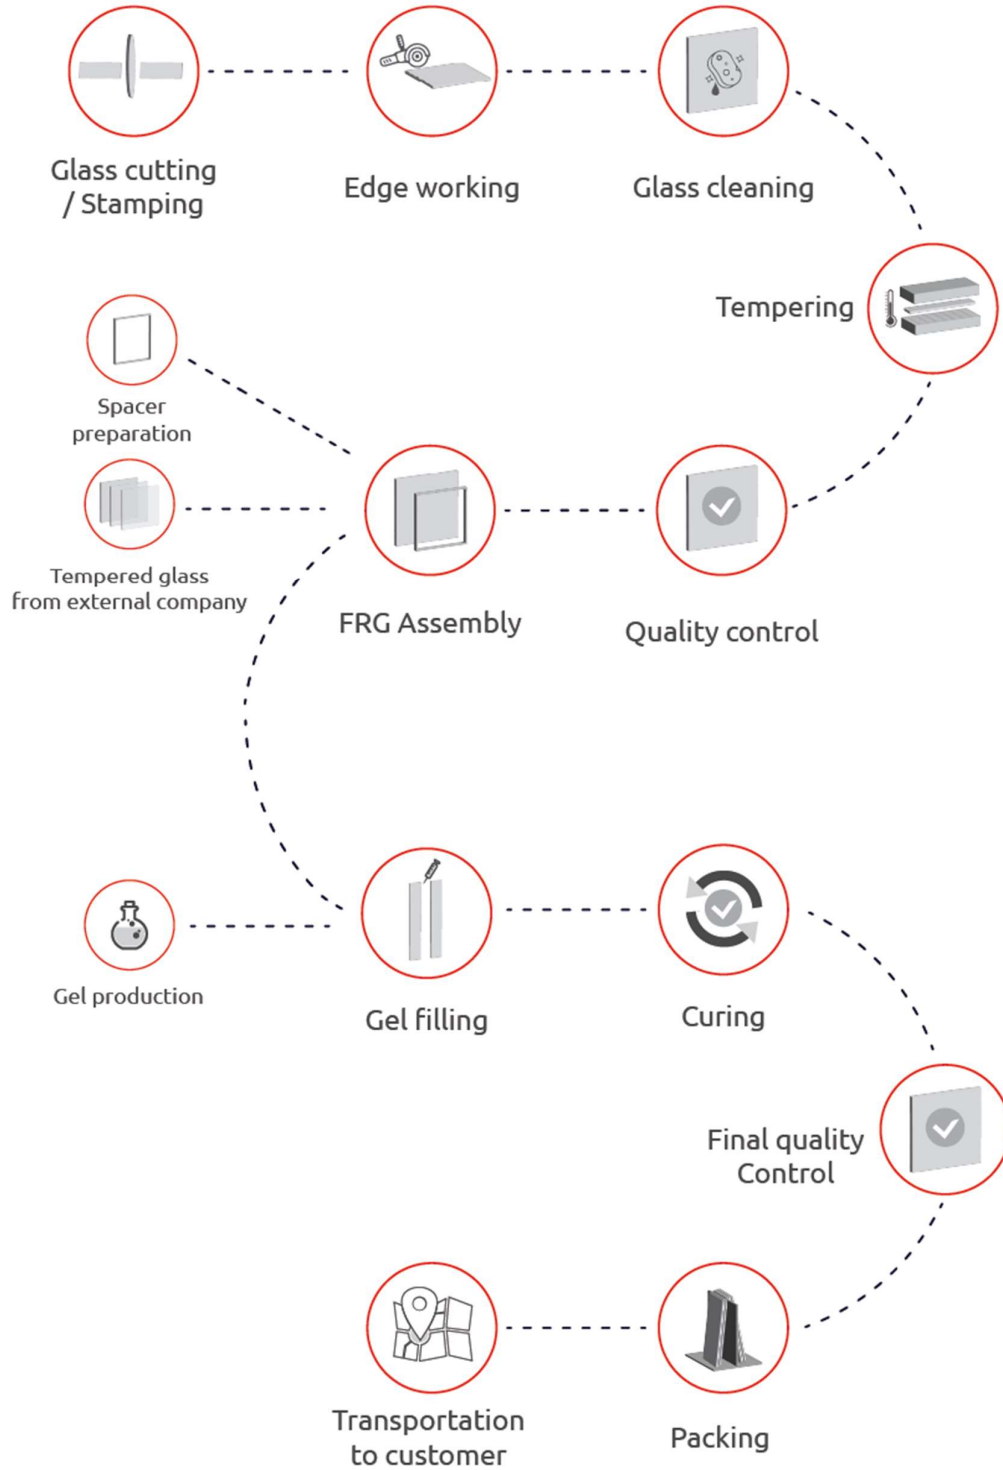 Glass cutting
/ Stamping
Edge working
Glass cleaning
Tempering
Spacer
preparation
Tempered glass
from external company
FRG Assembly
Quality control
Gel production
Gel filling
Curing
Final quality
Control
Transportation
to customer
Packing